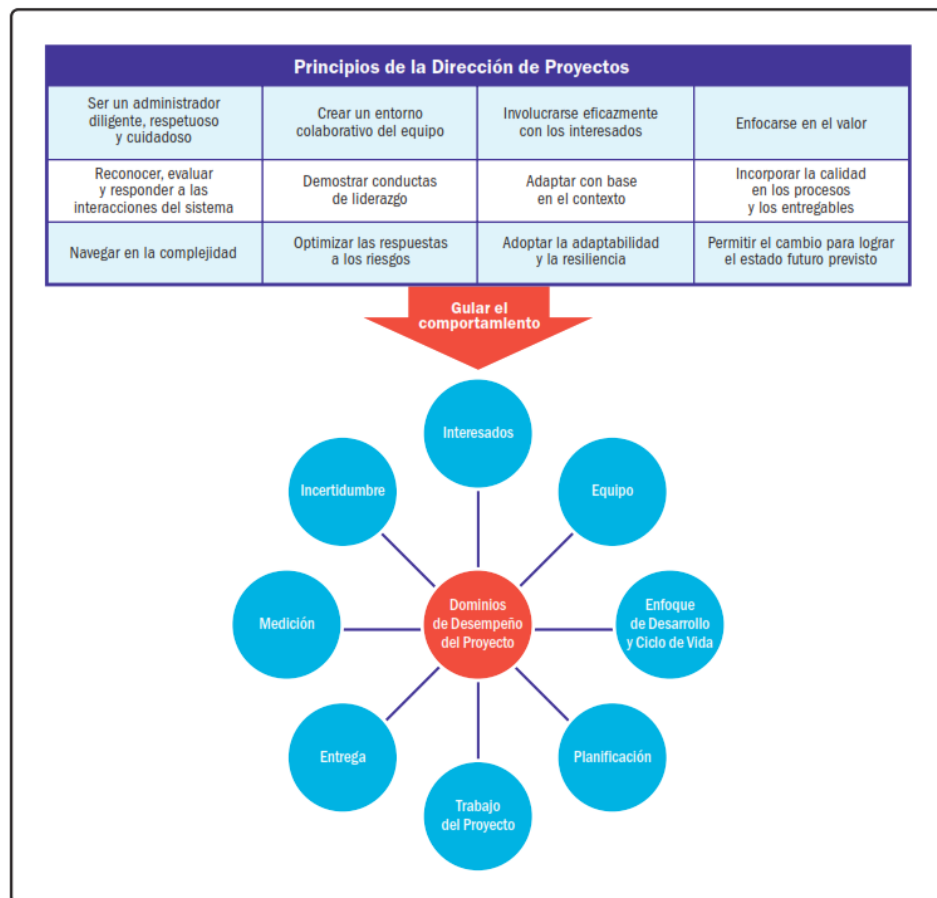 Principios de la Dirección de Proyectos
Ser un administrador
diligente, respetuoso
y cuidadoso
Crear un entorno
colaborativo del equipo
Involucrarse eficazmente
con los interesados
Enfocarse en el valor
Reconocer, evaluar
y responder a las
interacciones del sistema
Demostrar conductas
de liderazgo
Adaptar con base
en el contexto
Incorporar la calidad
en los procesos
y los entregables
Navegar en la complejidad
Optimizar las respuestas
a los riesgos
Adoptar la adaptabilidad
y la resiliencia
Permitir el cambio para lograr
el estado futuro previsto
Guiar el
comportamiento
Interesados
Incertidumbre
Equipo
Medición
Dominios
de Desempeño
del Proyecto
Enfoque
de Desarrollo
y Ciclo de Vida
Entrega
Planificación
Trabajo
del Proyecto